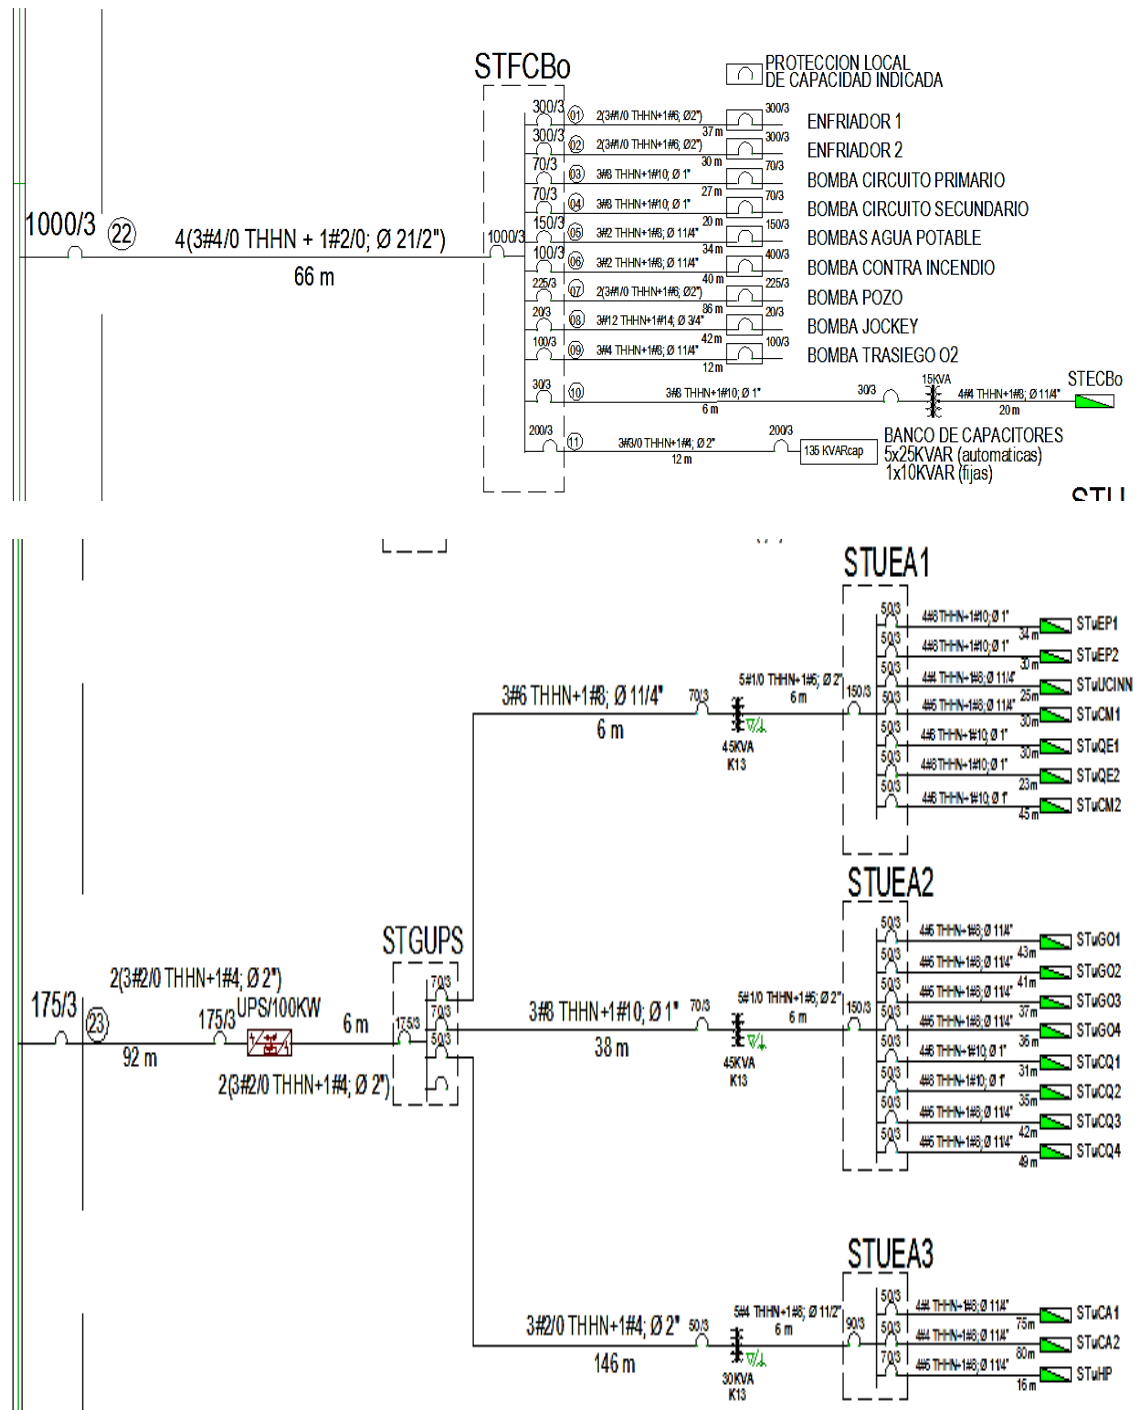 STFCBo
PROTECCION LOCAL
DE CAPACIDAD INDICADA
300/3 01 2(3#1/0 THHN+1#6; Ø2") 37 m 300/3 ENFRIADOR 1
300/3 02 2(3#1/0 THHN+1#6; Ø2") 30 m 300/3 ENFRIADOR 2
70/3 03 3#8 THHN+1#10; Ø 1" 27 m 70/3 BOMBA CIRCUITO PRIMARIO
70/3 04 3#8 THHN+1#10; Ø 1" 20 m 70/3 BOMBA CIRCUITO SECUNDARIO
150/3 05 3#2 THHN+1#8; Ø 11/4" 34 m 150/3 BOMBAS AGUA POTABLE
1000/3 22 4(3#4/0 THHN + 1#2/0; Ø 21/2") 66 m 1000/3
100/3 06 3#2 THHN+1#8; Ø 11/4" 40 m 400/3 BOMBA CONTRA INCENDIO
225/3 07 2(3#1/0 THHN+1#6; Ø2") 86 m 225/3 BOMBA POZO
20/3 08 3#12 THHN+1#14; Ø 3/4" 42 m 20/3 BOMBA JOCKEY
100/3 09 3#4 THHN+1#8; Ø 11/4" 12 m 100/3 BOMBA TRASIEGO O2
30/3 10 3#8 THHN+1#10; Ø 1" 6 m 30/3 15KVA 4#4 THHN+1#8; Ø 11/4" 20 m STECBo
200/3 11 3#3/0 THHN+1#4; Ø 2" 12 m 200/3 135 KVARcap
BANCO DE CAPACITORES
5x25KVAR (automaticas)
1x10KVAR (fijas)
STUEA1
50/3 4#8 THHN+1#10; Ø 1" 34 m STuEP1
50/3 4#8 THHN+1#10; Ø 1" 30 m STuEP2
50/3 4#4 THHN+1#8; Ø 11/4" 25 m STuUCINN
3#6 THHN+1#8; Ø 11/4" 6 m 70/3 45KVA K13 5#1/0 THHN+1#6; Ø 2" 6 m 150/3
50/3 4#6 THHN+1#8; Ø 11/4" 30 m STuCM1
50/3 4#8 THHN+1#10; Ø 1" 30 m STuQE1
50/3 4#8 THHN+1#10; Ø 1" 23 m STuQE2
50/3 4#8 THHN+1#10; Ø 1" 45 m STuCM2
STUEA2
50/3 4#6 THHN+1#8; Ø 11/4" 43 m STuGO1
50/3 4#6 THHN+1#8; Ø 11/4" 41 m STuGO2
50/3 4#6 THHN+1#8; Ø 11/4" 37 m STuGO3
STGUPS
175/3 23 2(3#2/0 THHN+1#4; Ø 2") 92 m 175/3 UPS/100KW 6 m 2(3#2/0 THHN+1#4; Ø 2") 175/3
70/3
70/3
50/3
3#8 THHN+1#10; Ø 1" 38 m 70/3 45KVA K13 5#1/0 THHN+1#6; Ø 2" 6 m 150/3
50/3 4#6 THHN+1#8; Ø 11/4" 36 m STuGO4
50/3 4#8 THHN+1#10; Ø 1" 31 m STuCQ1
50/3 4#8 THHN+1#10; Ø 1" 35 m STuCQ2
50/3 4#6 THHN+1#8; Ø 11/4" 42 m STuCQ3
50/3 4#6 THHN+1#8; Ø 11/4" 49 m STuCQ4
STUEA3
50/3 4#4 THHN+1#8; Ø 11/4" 75 m STuCA1
3#2/0 THHN+1#4; Ø 2" 146 m 50/3 30KVA K13 5#4 THHN+1#8; Ø 11/2" 6 m 90/3
50/3 4#4 THHN+1#8; Ø 11/4" 80 m STuCA2
70/3 4#6 THHN+1#8; Ø 11/4" 16 m STuHP